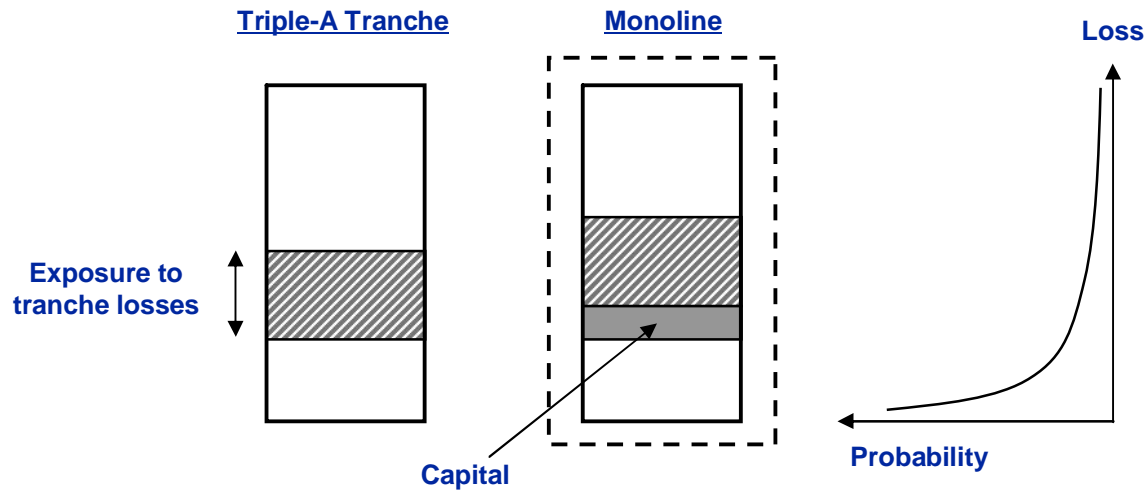 Triple-A Tranche
Monoline
Loss
Exposure to
tranche losses
Capital
Probability